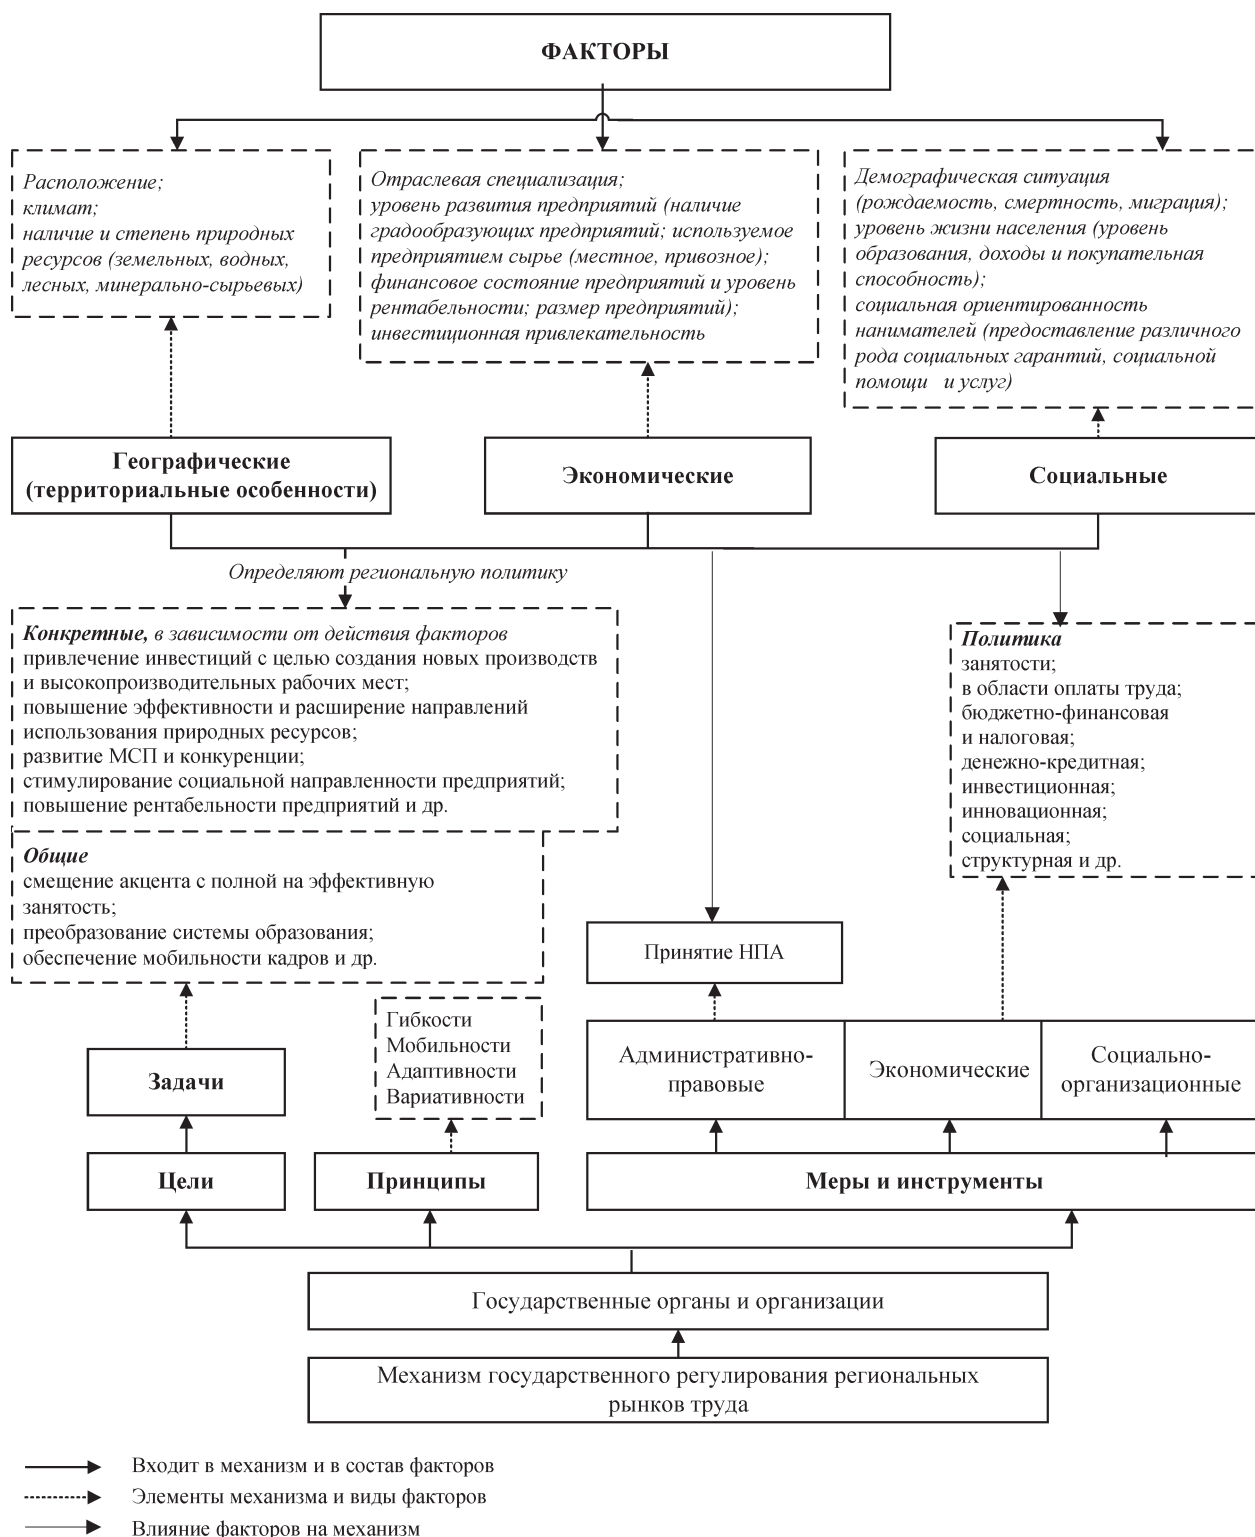 ФАКТОРЫ
Расположение;
климат;
наличие и степень природных
ресурсов (земельных, водных,
лесных, минерально-сырьевых)
Отраслевая специализация;
уровень развития предприятий (наличие
градообразующих предприятий; используемое
предприятием сырье (местное, привозное);
финансовое состояние предприятий и уровень
рентабельности; размер предприятий);
инвестиционная привлекательность
Демографическая ситуация
(рождаемость, смертность, миграция);
уровень жизни населения (уровень
образования, доходы и покупательная
способность);
социальная ориентированность
нанимателей (предоставление различного
рода социальных гарантий, социальной
помощи и услуг)
Географические
(территориальные особенности)
Экономические
Социальные
Определяют региональную политику
Конкретные, в зависимости от действия факторов
привлечение инвестиций с целью создания новых производств
и высокопроизводительных рабочих мест;
повышение эффективности и расширение направлений
использования природных ресурсов;
развитие МСП и конкуренции;
стимулирование социальной направленности предприятий;
повышение рентабельности предприятий и др.
Политика
занятости;
в области оплаты труда;
бюджетно-финансовая
и налоговая;
денежно-кредитная;
инвестиционная;
инновационная;
социальная;
структурная и др.
Общие
смещение акцента с полной на эффективную
занятость;
преобразование системы образования;
обеспечение мобильности кадров и др.
Принятие НПА
Гибкости
Мобильности
Адаптивности
Вариативности
Задачи
Административно-
правовые
Экономические
Социально-
организационные
Цели
Принципы
Меры и инструменты
Государственные органы и организации
Механизм государственного регулирования региональных
рынков труда
Входит в механизм и в состав факторов
Элементы механизма и виды факторов
Влияние факторов на механизм